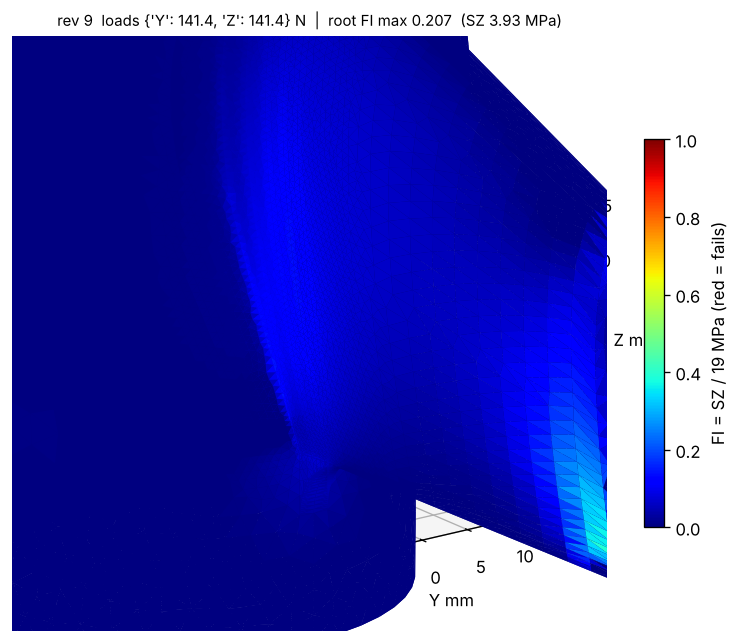 rev 9 loads {'Y': 141.4, 'Z': 141.4} N | root FI max 0.207 (SZ 3.93 MPa)
1.0
0.8
0.6
0.4
0.2
0.0
FI = SZ / 19 MPa (red = fails)
5
0
Z m
10
5
0
Y mm